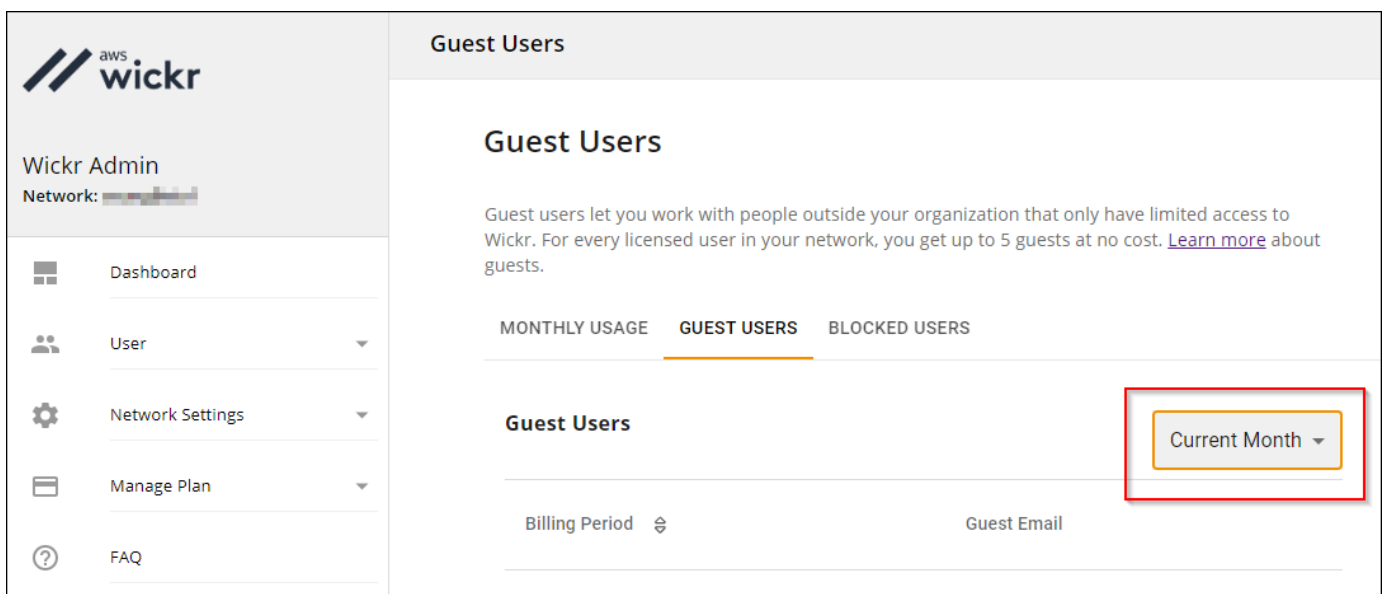 aws
wickr
Wickr Admin
Network:
Dashboard
User
Network Settings
Manage Plan
FAQ
Guest Users
Guest Users
Guest users let you work with people outside your organization that only have limited access to
Wickr. For every licensed user in your network, you get up to 5 guests at no cost. Learn more about
guests.
MONTHLY USAGE GUEST USERS BLOCKED USERS
Guest Users
Current Month
Billing Period Guest Email